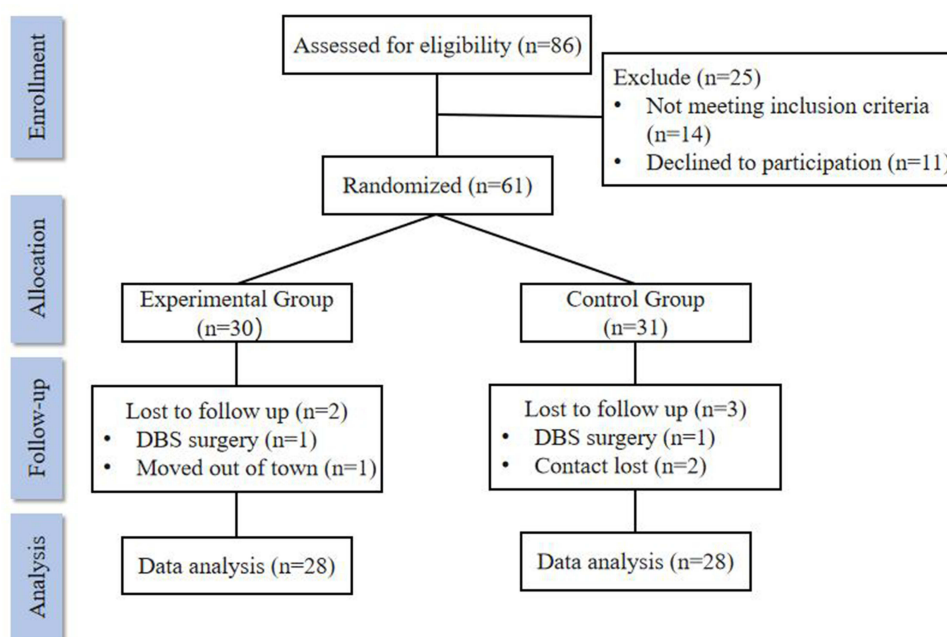 Enrollment
Assessed for eligibility (n=86)
Exclude (n=25)
• Not meeting inclusion criteria
(n=14)
• Declined to participation (n=11)
Randomized (n=61)
Allocation
Experimental Group
(n=30)
Control Group
(n=31)
Follow-up
Lost to follow up (n=2)
• DBS surgery (n=1)
• Moved out of town (n=1)
Lost to follow up (n=3)
• DBS surgery (n=1)
• Contact lost (n=2)
Analysis
Data analysis (n=28)
Data analysis (n=28)